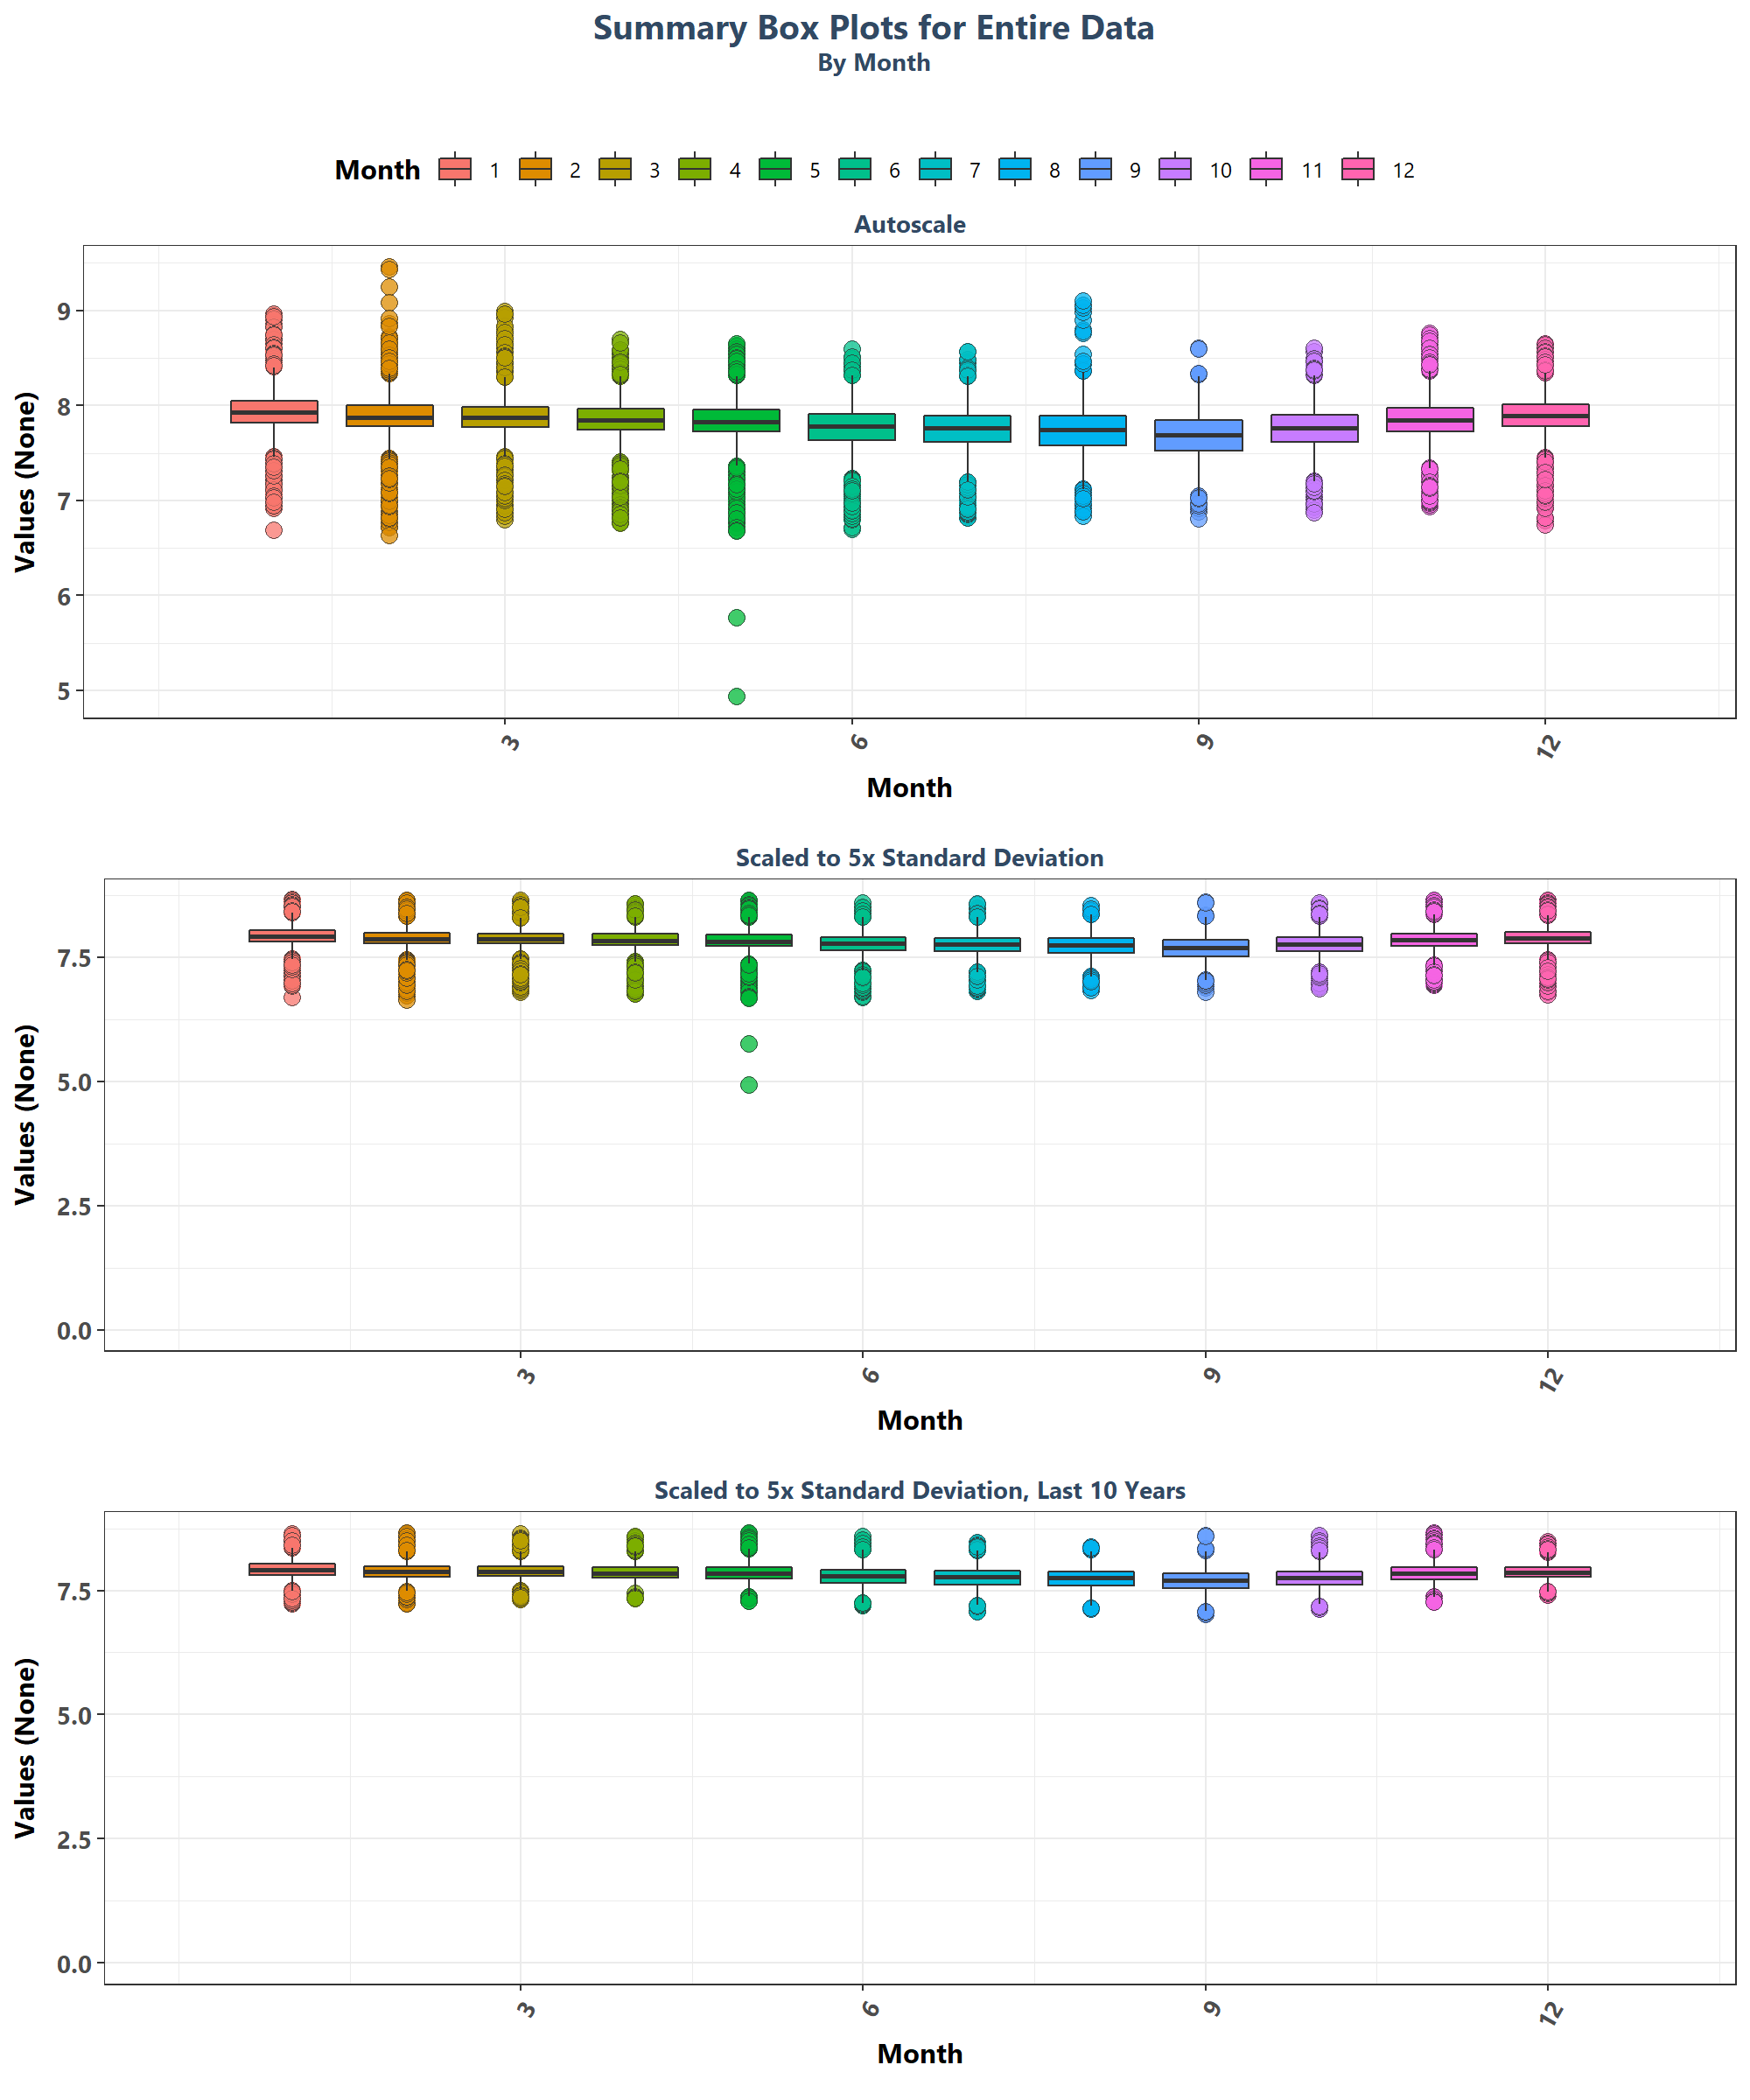 Summary Box Plots for Entire Data
By Month
Month 1 2 3 4 5 6 7 8 9 10 11 12
Autoscale
Values (None)
9
8
7
6
5
3 6 9 12
Month
Scaled to 5x Standard Deviation
Values (None)
7.5
5.0
2.5
0.0
3 6 9 12
Month
Scaled to 5x Standard Deviation, Last 10 Years
Values (None)
7.5
5.0
2.5
0.0
3 6 9 12
Month